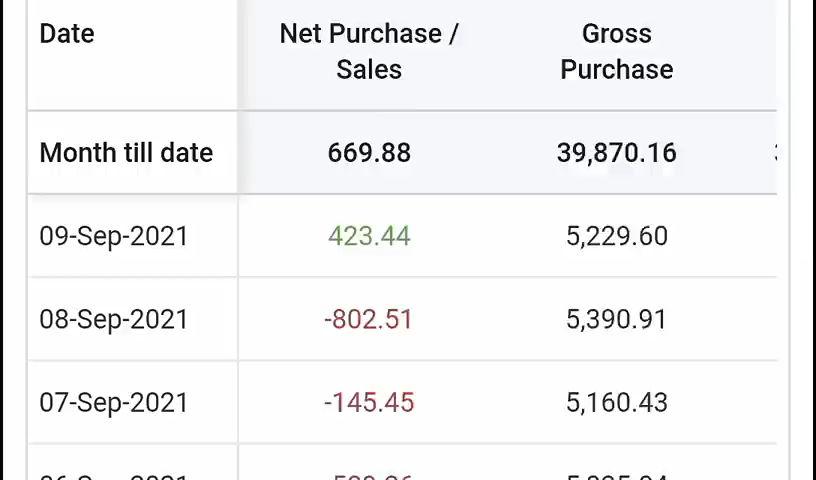 Date Net Purchase / Sales Gross Purchase
Month till date 669.88 39,870.16
09-Sep-2021 423.44 5,229.60
08-Sep-2021 -802.51 5,390.91
07-Sep-2021 -145.45 5,160.43